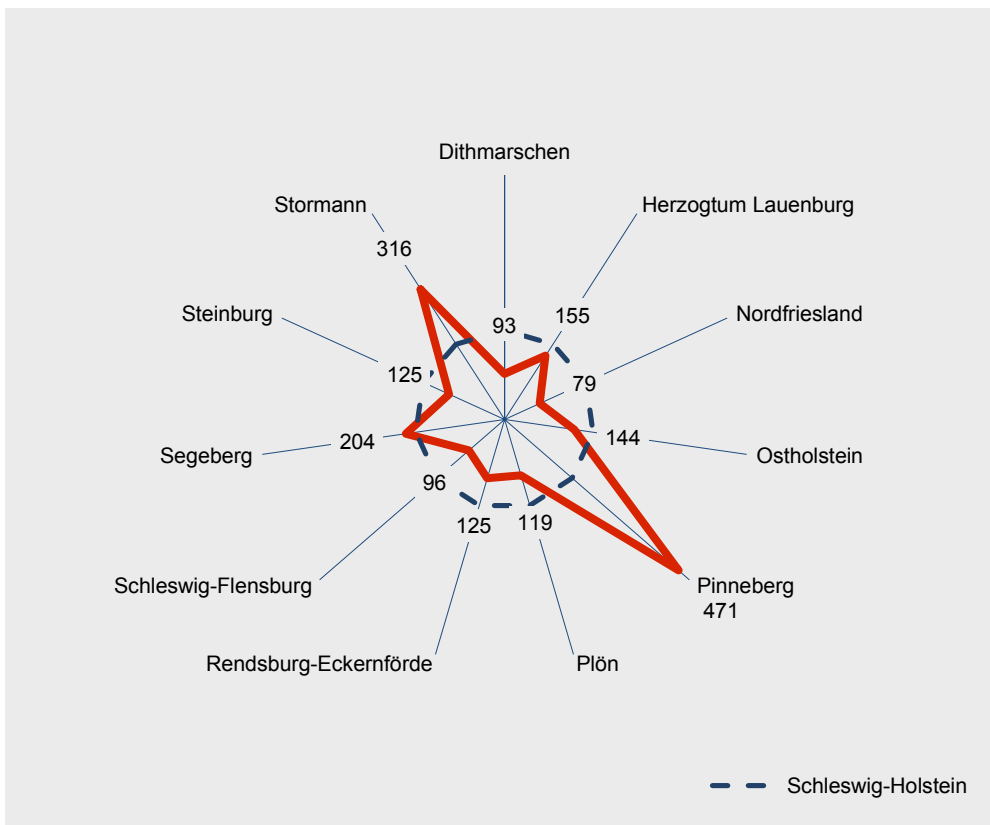 Dithmarschen
Stormann
Herzogtum Lauenburg
316
Steinburg
93
155
Nordfriesland
125
79
204
144
Segeberg
Ostholstein
96
125
119
Schleswig-Flensburg
Pinneberg
471
Rendsburg-Eckernförde
Plön
Schleswig-Holstein